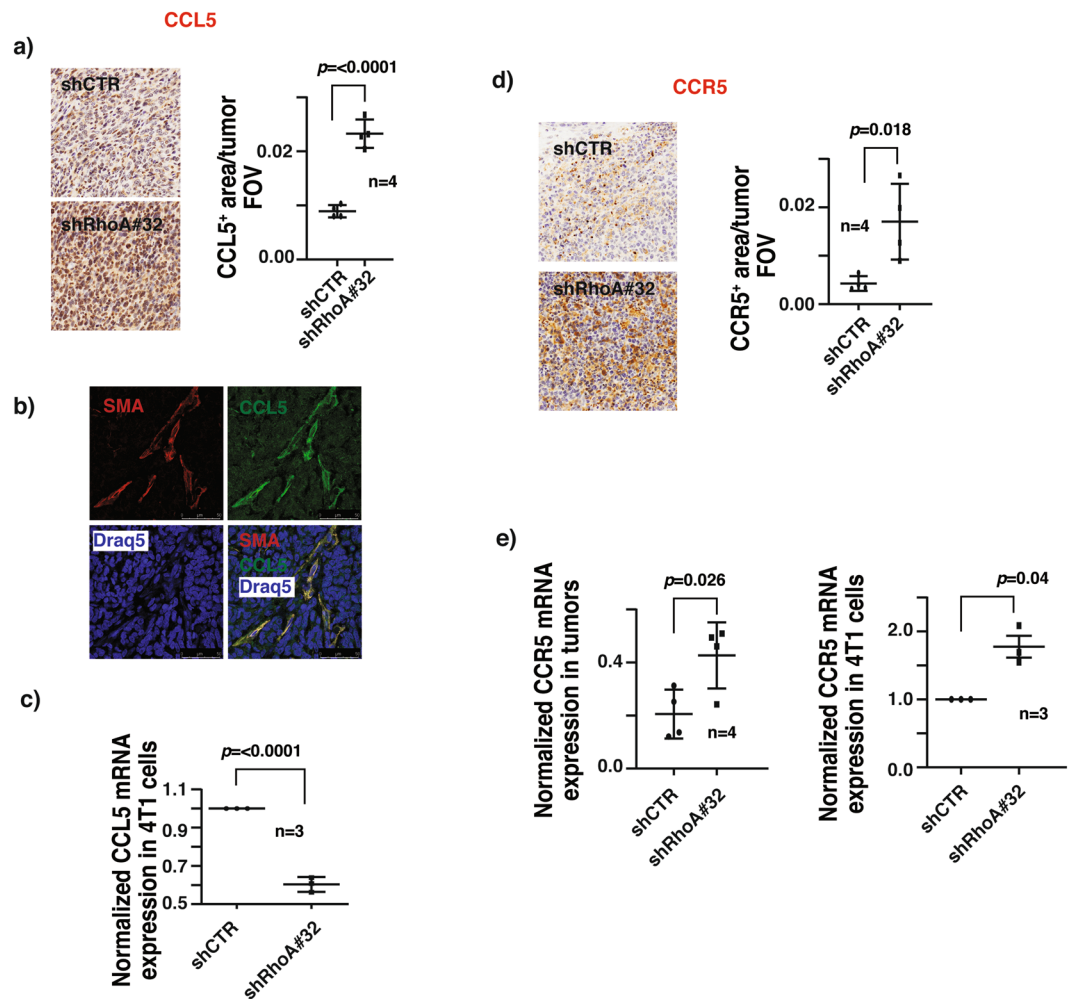 CCL5
a)
shCTR
shRhoA#32
p=<0.0001
CCL5⁺ area/tumor
FOV
0.02
0.00
n=4
shCTR
shRhoA#32
b)
SMA
CCL5
Draq5
SMA
CCL5
Draq5
c)
Normalized CCL5 mRNA
expression in 4T1 cells
p=<0.0001
1.1
0.9
0.7
0.5
n=3
shCTR
shRhoA#32
d)
CCR5
shCTR
shRhoA#32
p=0.018
CCR5⁺ area/tumor
FOV
0.02
0.00
n=4
shCTR
shRhoA#32
e)
Normalized CCR5 mRNA
expression in tumors
p=0.026
0.4
0.0
n=4
shCTR
shRhoA#32
Normalized CCR5 mRNA
expression in 4T1 cells
p=0.04
2.0
1.0
0.0
n=3
shCTR
shRhoA#32